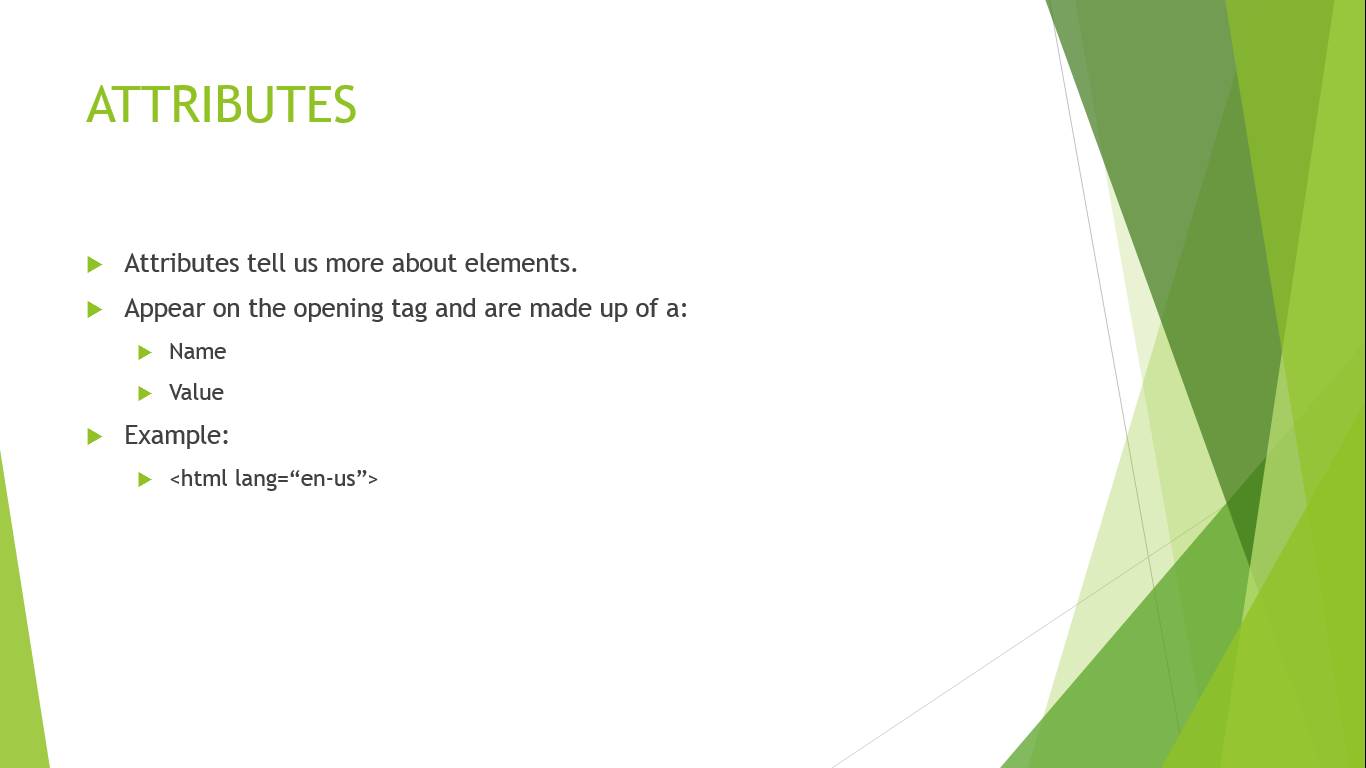 ATTRIBUTES
Attributes tell us more about elements.
Appear on the opening tag and are made up of a:
Name
Value
Example:
<html lang=“en-us”>